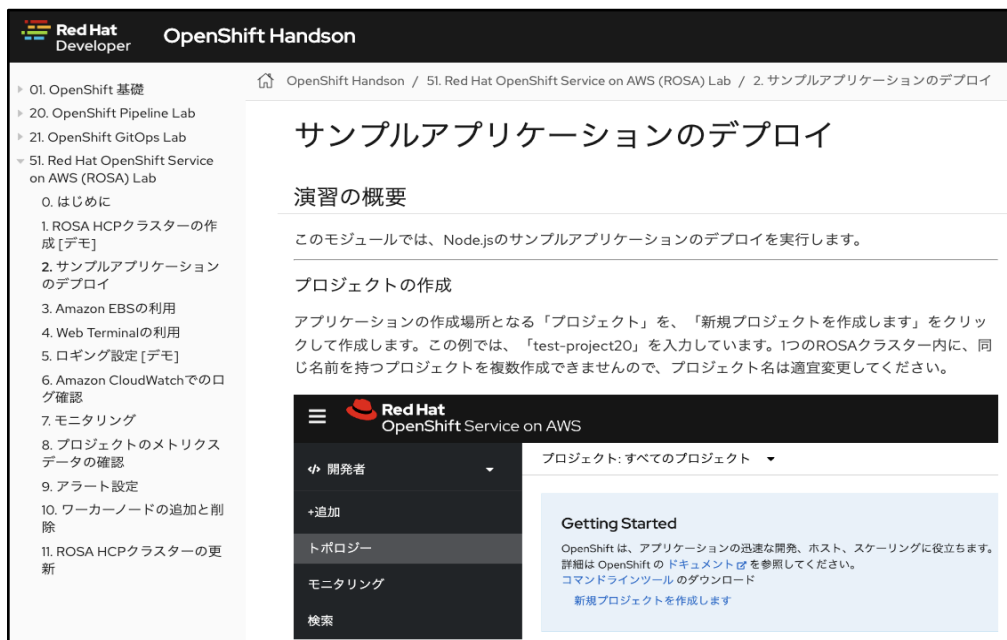 Red Hat
Developer
OpenShift Handson
01. OpenShift 基礎
20. OpenShift Pipeline Lab
21. OpenShift GitOps Lab
51. Red Hat OpenShift Service
on AWS (ROSA) Lab
0. はじめに
1. ROSA HCPクラスターの作
成 [デモ]
2. サンプルアプリケーション
のデプロイ
3. Amazon EBSの利用
4. Web Terminalの利用
5. ロギング設定 [デモ]
6. Amazon CloudWatchでのロ
グ確認
7. モニタリング
8. プロジェクトのメトリクス
データの確認
9. アラート設定
10. ワーカーノードの追加と削
除
11. ROSA HCPクラスターの更
新
OpenShift Handson / 51. Red Hat OpenShift Service on AWS (ROSA) Lab / 2. サンプルアプリケーションのデプロイ
サンプルアプリケーションのデプロイ
演習の概要
このモジュールでは、Node.jsのサンプルアプリケーションのデプロイを実行します。
プロジェクトの作成
アプリケーションの作成場所となる「プロジェクト」を、「新規プロジェクトを作成します」をクリッ
クして作成します。この例では、「test-project20」を入力しています。1つのROSAクラスター内に、同
じ名前を持つプロジェクトを複数作成できませんので、プロジェクト名は適宜変更してください。
Red Hat
OpenShift Service on AWS
開発者
+追加
トポロジー
モニタリング
検索
プロジェクト: すべてのプロジェクト
Getting Started
OpenShift は、アプリケーションの迅速な開発、ホスト、スケーリングに役立ちます。
詳細は OpenShift の ドキュメント を参照してください。
コマンドラインツール のダウンロード
新規プロジェクトを作成します